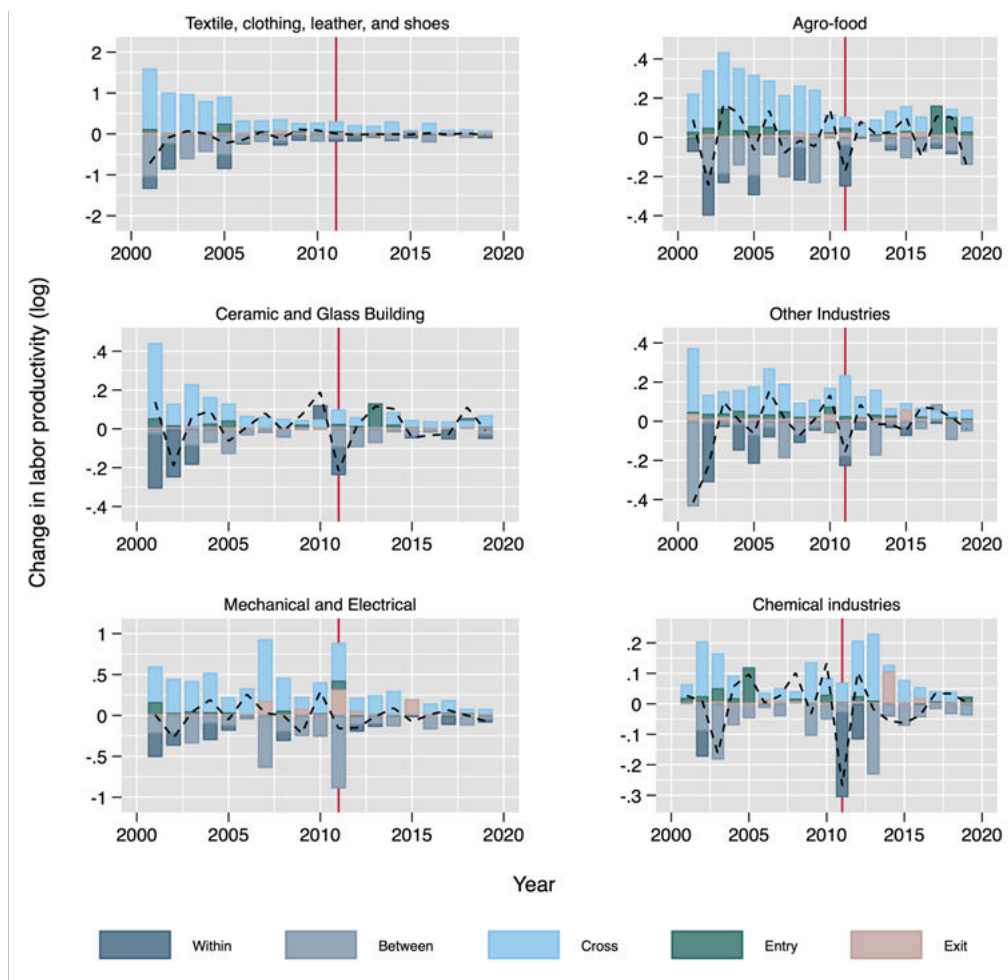 Textile, clothing, leather, and shoes
2
1
0
-1
-2
2000 2005 2010 2015 2020
Agro-food
.4
.2
0
-.2
-.4
2000 2005 2010 2015 2020
Ceramic and Glass Building
.4
.2
0
-.2
-.4
2000 2005 2010 2015 2020
Other Industries
.4
.2
0
-.2
-.4
2000 2005 2010 2015 2020
Mechanical and Electrical
1
.5
0
-.5
-1
2000 2005 2010 2015 2020
Chemical industries
.2
.1
0
-.1
-.2
-.3
2000 2005 2010 2015 2020
Change in labor productivity (log)
Year
Within Between Cross Entry Exit